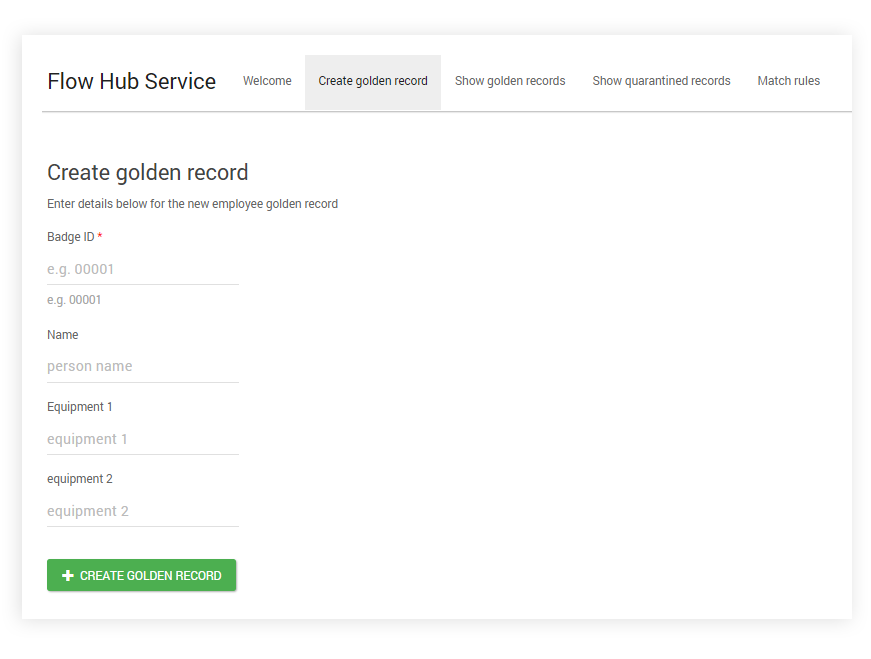 Flow Hub Service Welcome Create golden record Show golden records Show quarantined records Match rules
Create golden record
Enter details below for the new employee golden record
Badge ID *
e.g. 00001
e.g. 00001
Name
person name
Equipment 1
equipment 1
equipment 2
equipment 2
CREATE GOLDEN RECORD